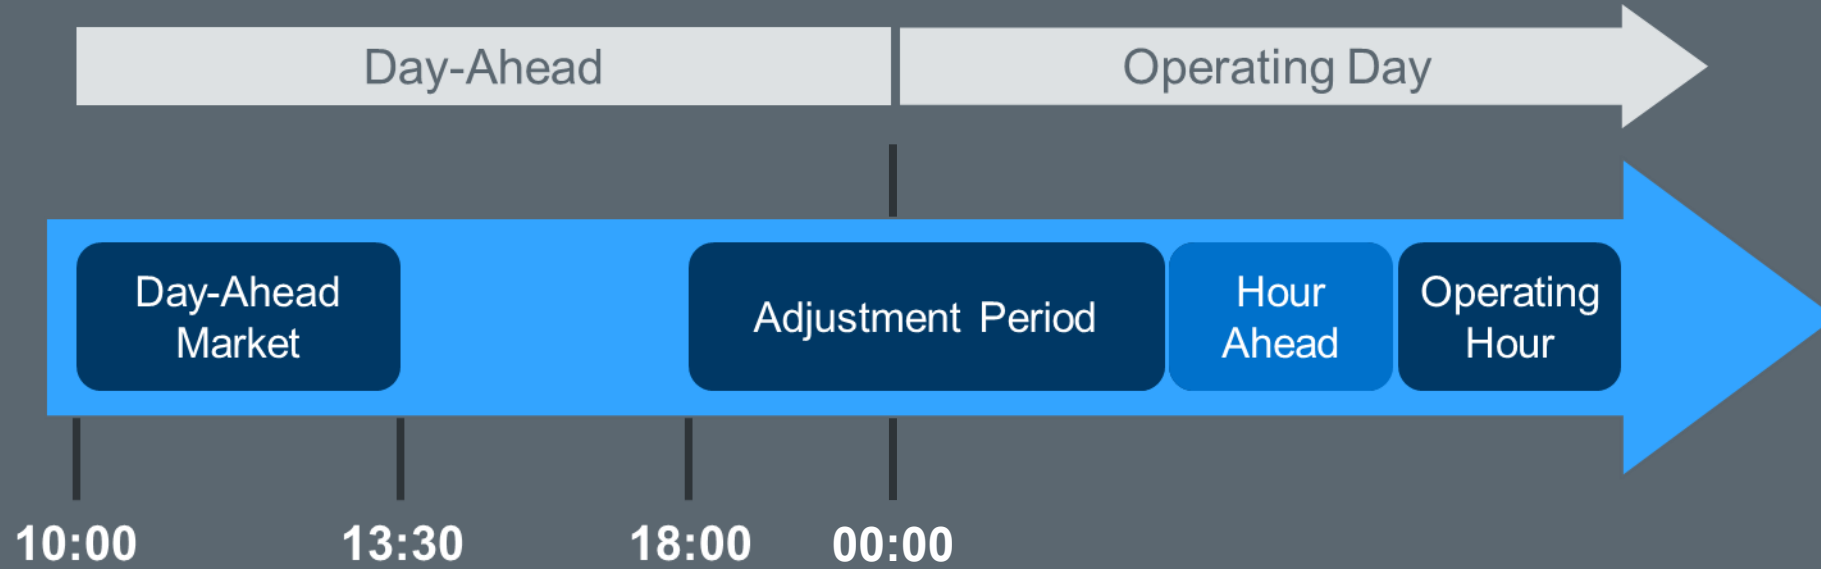 Day-Ahead
Operating Day
Day-Ahead
Market
Adjustment Period
Hour
Ahead
Operating
Hour
10:00
13:30
18:00
00:00